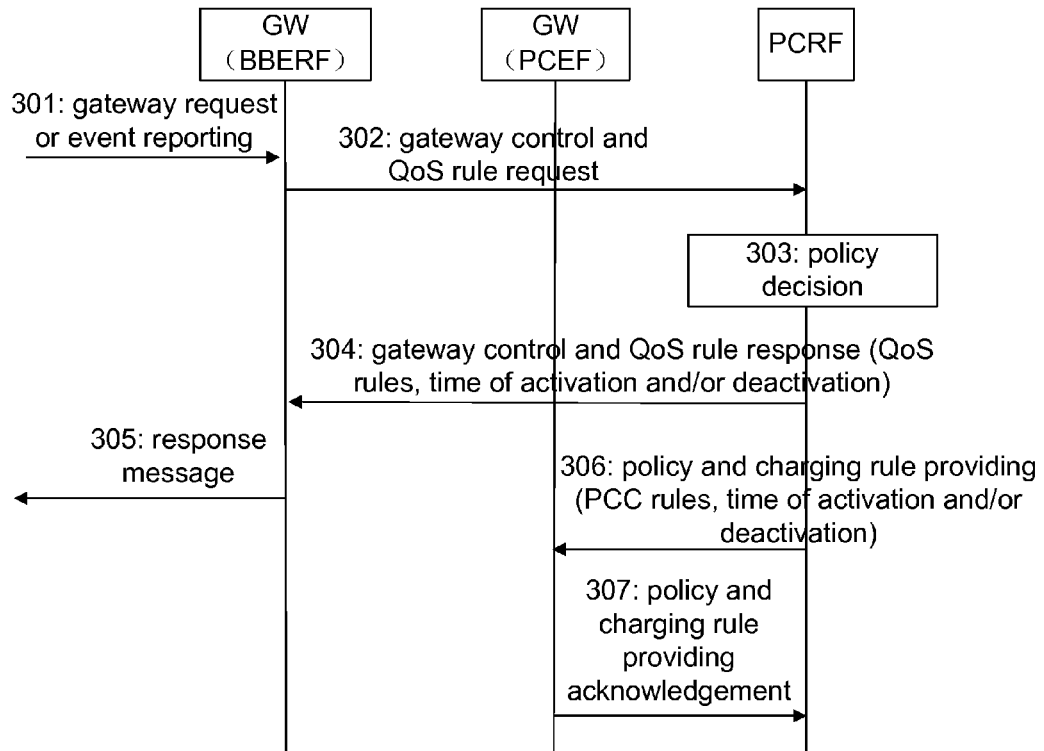 GW
（BBERF）
GW
（PCEF）
PCRF
301: gateway request
or event reporting
302: gateway control and
QoS rule request
303: policy
decision
304: gateway control and QoS rule response (QoS
rules, time of activation and/or deactivation)
305: response
message
306: policy and charging rule providing
(PCC rules, time of activation and/or
deactivation)
307: policy and
charging rule
providing
acknowledgement